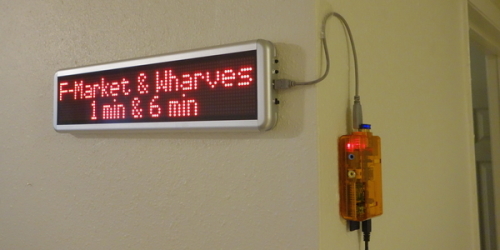 F-Market & Wharves
1 min & 6 min